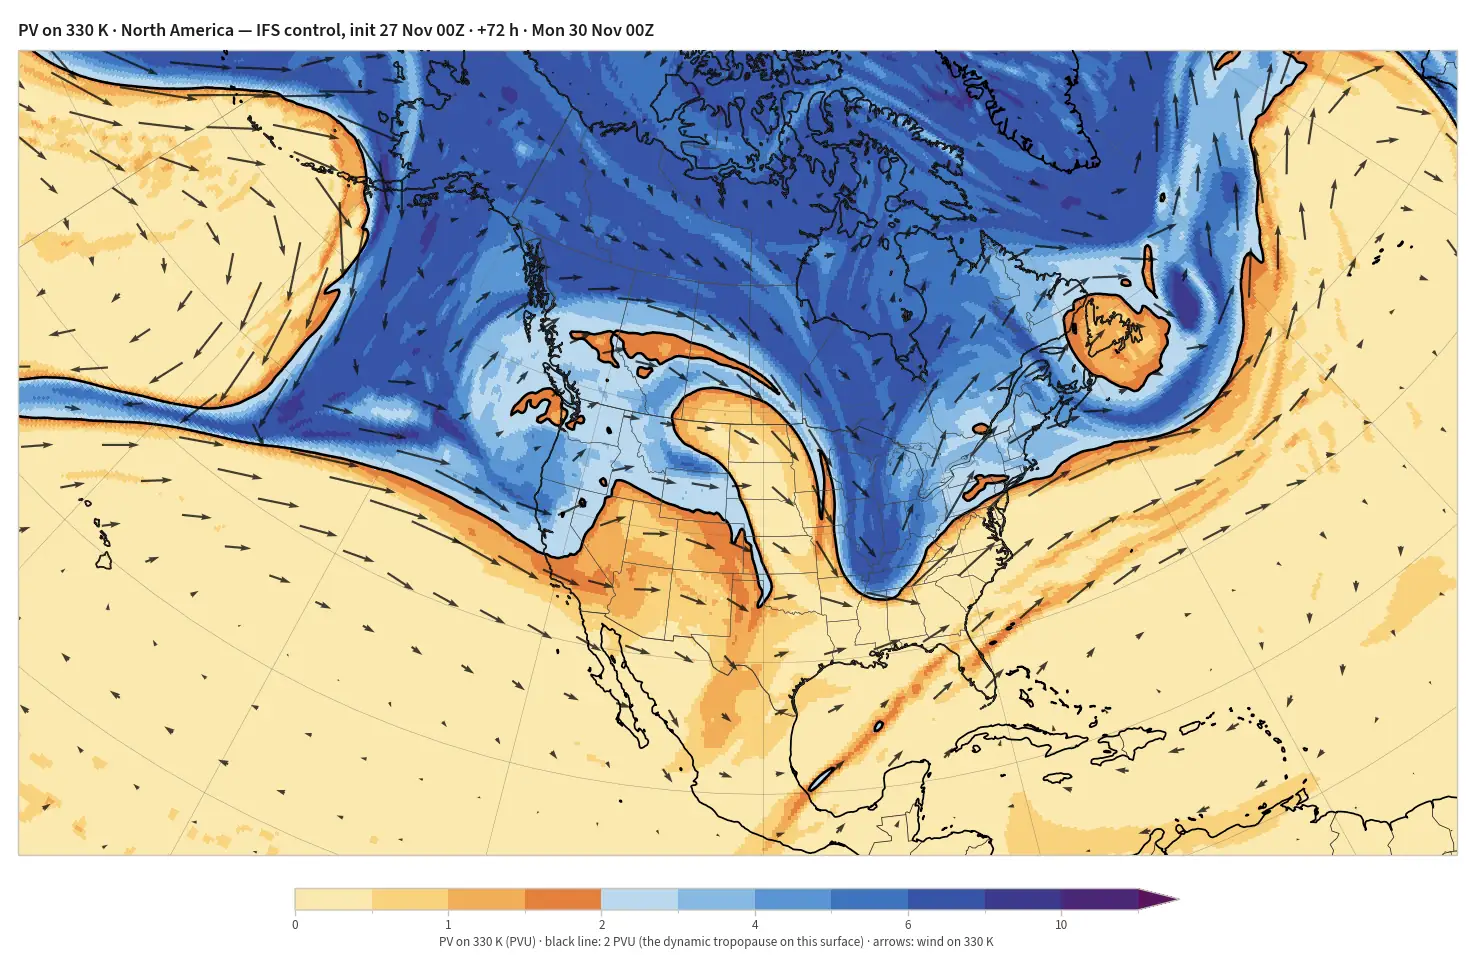 PV on 330 K · North America — IFS control, init 27 Nov 00Z · +72 h · Mon 30 Nov 00Z
0 1 2 4 6 10
PV on 330 K (PVU) · black line: 2 PVU (the dynamic tropopause on this surface) · arrows: wind on 330 K